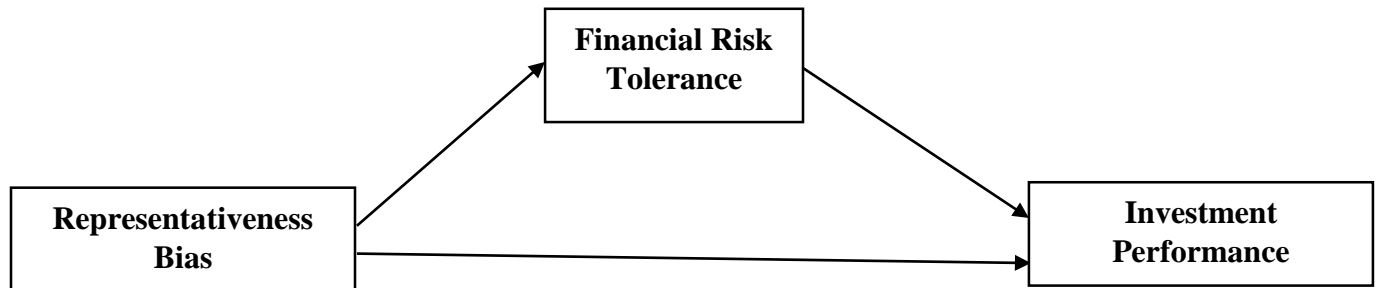 Financial Risk
Tolerance
Representativeness
Bias
Investment
Performance